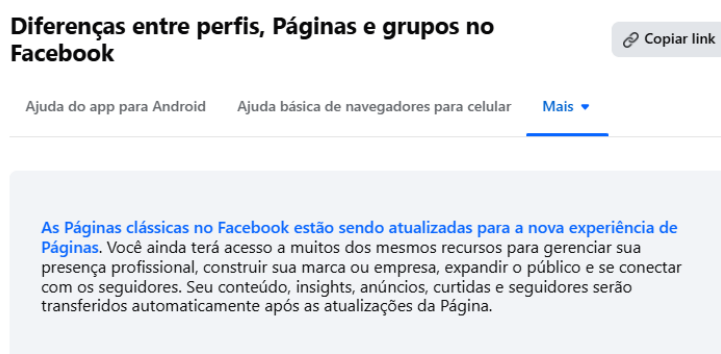 Diferenças entre perfis, Páginas e grupos no
Facebook
Copiar link
Ajuda do app para Android
Ajuda básica de navegadores para celular
Mais
As Páginas clássicas no Facebook estão sendo atualizadas para a nova experiência de
Páginas. Você ainda terá acesso a muitos dos mesmos recursos para gerenciar sua
presença profissional, construir sua marca ou empresa, expandir o público e se conectar
com os seguidores. Seu conteúdo, insights, anúncios, curtidas e seguidores serão
transferidos automaticamente após as atualizações da Página.